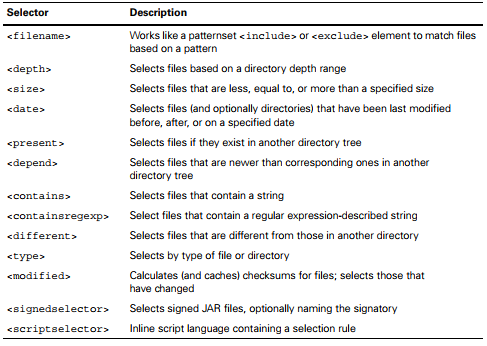 Selector Description
<filename> Works like a patternset <include> or <exclude> element to match files
based on a pattern
<depth> Selects files based on a directory depth range
<size> Selects files that are less, equal to, or more than a specified size
<date> Selects files (and optionally directories) that have been last modified
before, after, or on a specified date
<present> Selects files if they exist in another directory tree
<depend> Selects files that are newer than corresponding ones in another
directory tree
<contains> Selects files that contain a string
<containsregexp> Select files that contain a regular expression-described string
<different> Selects files that are different from those in another directory
<type> Selects by type of file or directory
<modified> Calculates (and caches) checksums for files; selects those that
have changed
<signedselector> Selects signed JAR files, optionally naming the signatory
<scriptselector> Inline script language containing a selection rule